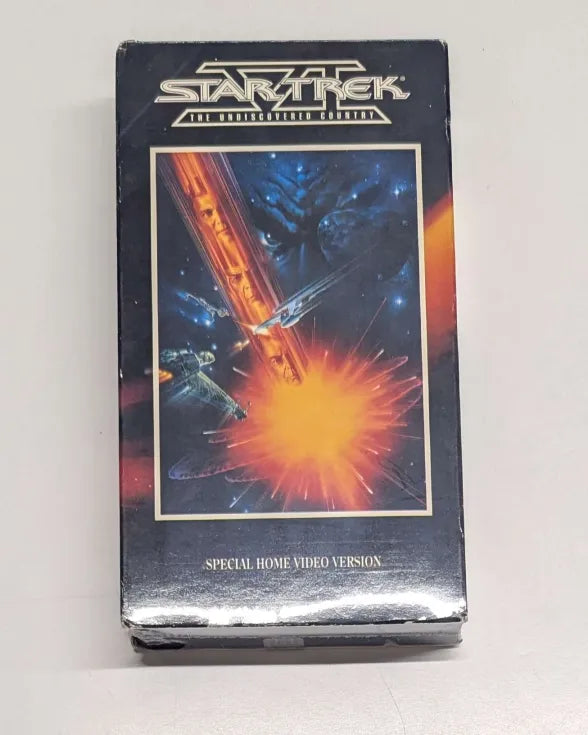 STAR TREK®
VI
THE UNDISCOVERED COUNTRY
SPECIAL HOME VIDEO VERSION